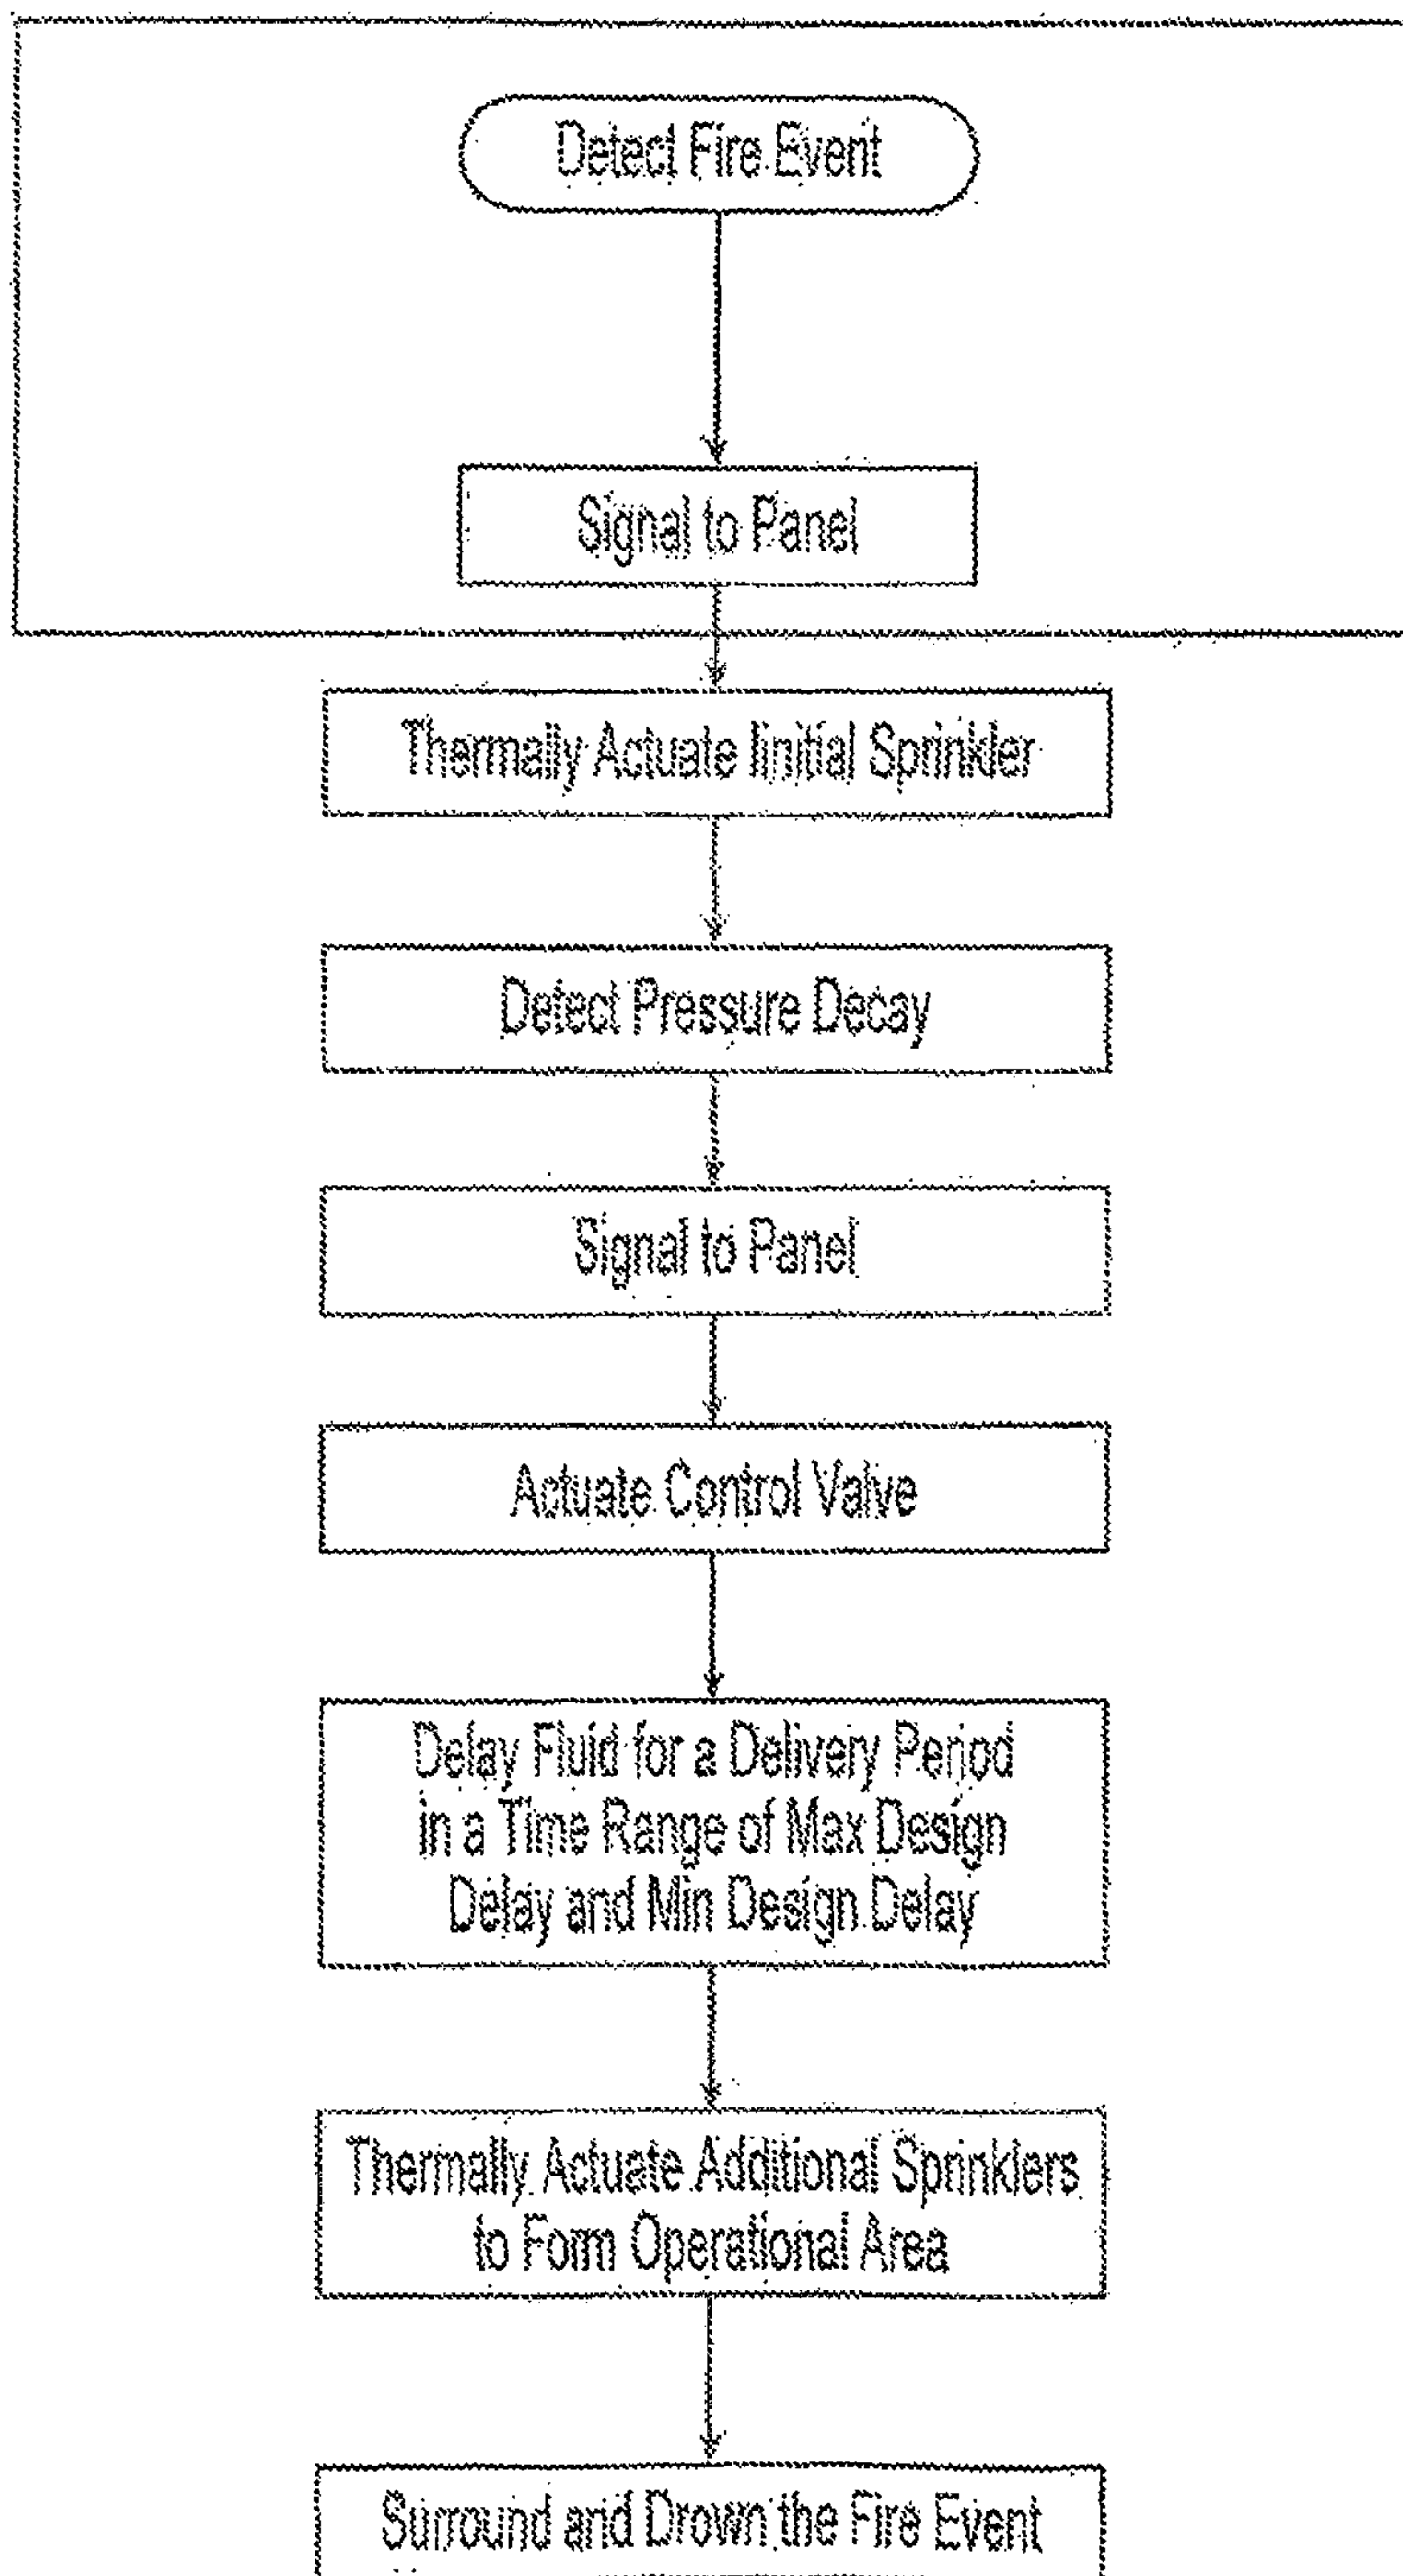 Detect Fire Event
Signal to Panel
Thermally Actuate Iinitial Sprinkler
Detect Pressure Decay
Signal to Panel
Actuate Control Valve
Delay Fluid for a Delivery Period
in a Time Range of Max Design
Delay and Min Design Delay
Thermally Actuate Additional Sprinklers
to Form Operational Area
Surround and Drown the Fire Event